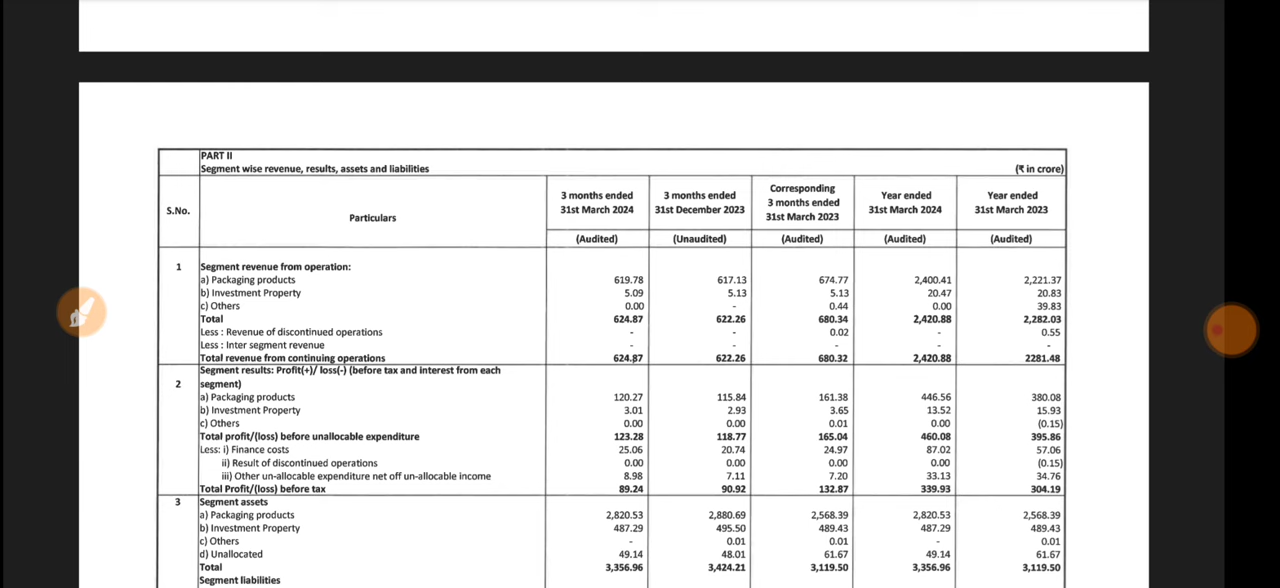 PART II
Segment wise revenue, results, assets and liabilities (₹ in crore)
S.No. Particulars 3 months ended 31st March 2024 3 months ended 31st December 2023 Corresponding 3 months ended 31st March 2023 Year ended 31st March 2024 Year ended 31st March 2023
(Audited) (Unaudited) (Audited) (Audited) (Audited)
1 Segment revenue from operation:
a) Packaging products 619.78 617.13 674.77 2,400.41 2,221.37
b) Investment Property 5.09 5.13 5.13 20.47 20.83
c) Others 0.00 - 0.44 0.00 39.83
Total 624.87 622.26 680.34 2,420.88 2,282.03
Less : Revenue of discontinued operations - - 0.02 - 0.55
Less : Inter segment revenue - - - - -
Total revenue from continuing operations 624.87 622.26 680.32 2,420.88 2281.48
Segment results: Profit(+)/ loss(-) (before tax and interest from each
2 segment)
a) Packaging products 120.27 115.84 161.38 446.56 380.08
b) Investment Property 3.01 2.93 3.65 13.52 15.93
c) Others 0.00 0.00 0.01 0.00 (0.15)
Total profit/(loss) before unallocable expenditure 123.28 118.77 165.04 460.08 395.86
Less: i) Finance costs 25.06 20.74 24.97 87.02 57.06
ii) Result of discontinued operations 0.00 0.00 0.00 0.00 (0.15)
iii) Other un-allocable expenditure net off un-allocable income 8.98 7.11 7.20 33.13 34.76
Total Profit/(loss) before tax 89.24 90.92 132.87 339.93 304.19
3 Segment assets
a) Packaging products 2,820.53 2,880.69 2,568.39 2,820.53 2,568.39
b) Investment Property 487.29 495.50 489.43 487.29 489.43
c) Others - 0.01 0.01 - 0.01
d) Unallocated 49.14 48.01 61.67 49.14 61.67
Total 3,356.96 3,424.21 3,119.50 3,356.96 3,119.50
Segment liabilities